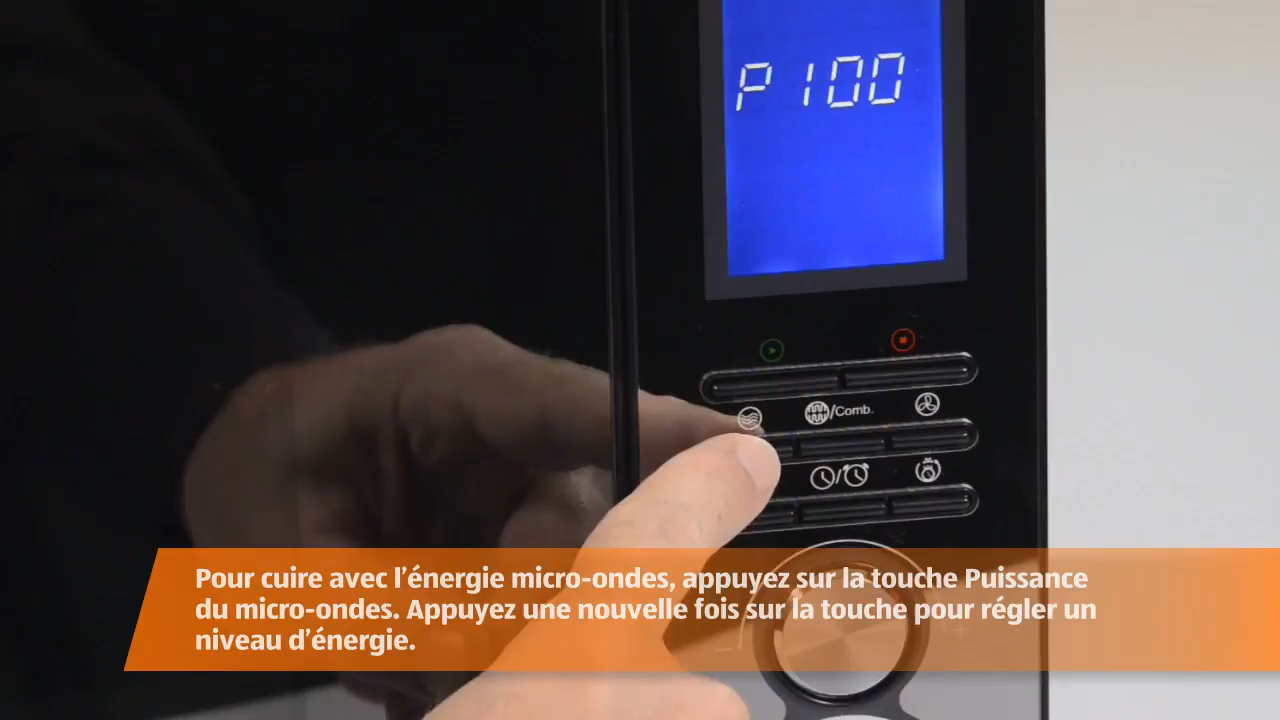 P100
/Comb.
/
Pour cuire avec l'énergie micro-ondes, appuyez sur la touche Puissance
du micro-ondes. Appuyez une nouvelle fois sur la touche pour régler un
niveau d'énergie.
- +